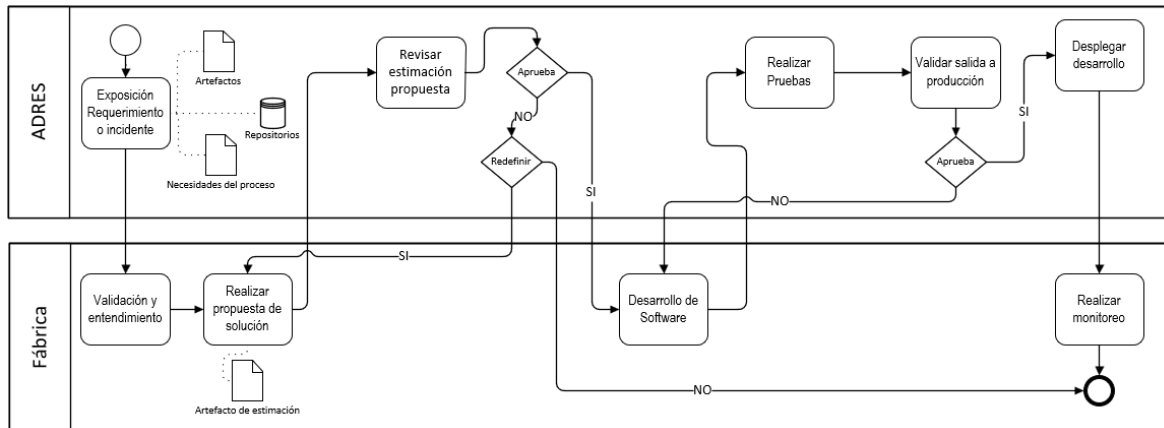 ADRES
Exposición
Requerimiento
o incidente
Artefactos
Repositorios
Necesidades del proceso
Revisar
estimación
propuesta
Aprueba
NO
Redefinir
SI
Realizar
Pruebas
Validar salida a
producción
Aprueba
SI
NO
Desplegar
desarrollo
Fábrica
Validación y
entendimiento
Realizar
propuesta de
solución
SI
Artefacto de estimación
Desarrollo de
Software
NO
Realizar
monitoreo